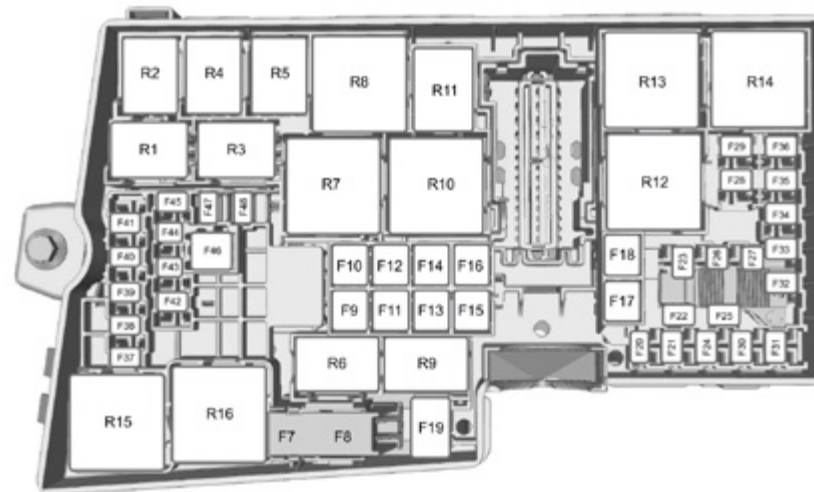 R2 R4 R5 R8 R11 R13 R14
R1 R3 R7 R10 R12
F29 F36
F28 F35
F45 F47 F48
F41 F44 F46 F34
F40 F43 F10 F12 F14 F16 F18 F23 F26 F27 F33
F39 F42 F32
F38 F9 F11 F13 F15 F17 F22 F25
F37 F20 F21 F24 F30 F31
R6 R9
R15 R16 F7 F8 F19